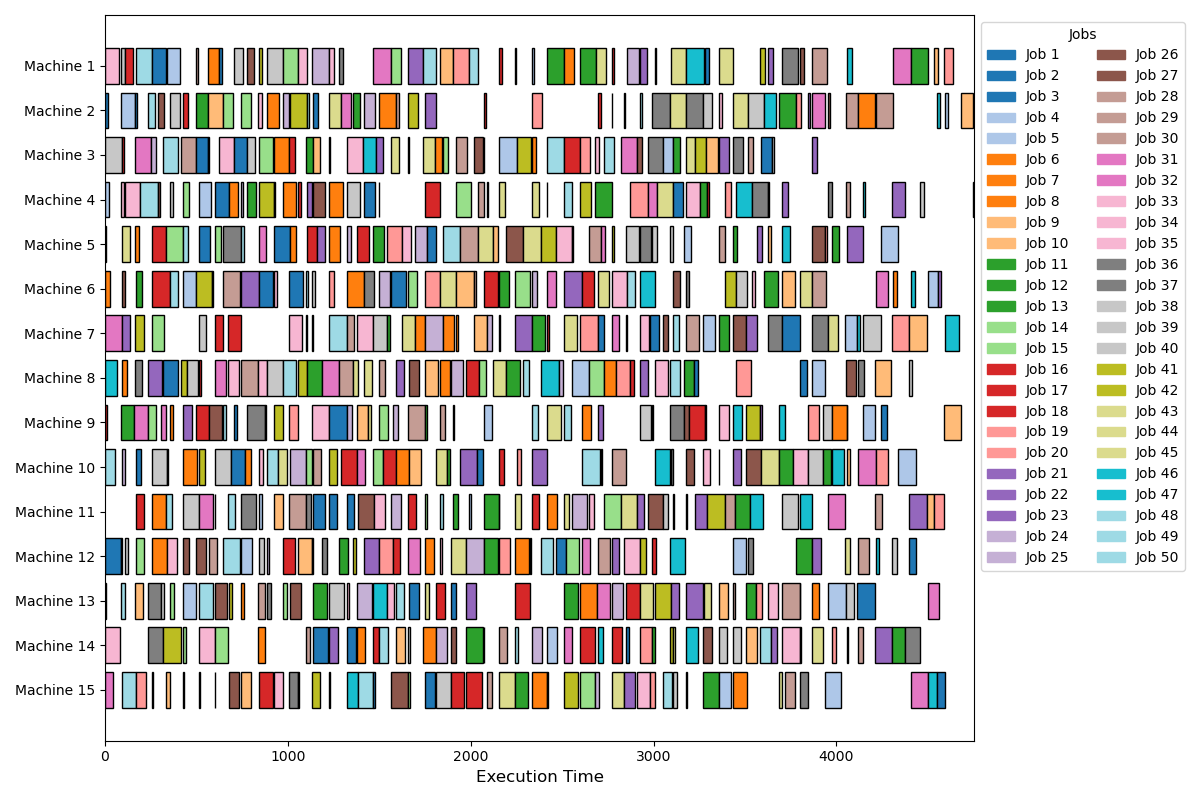 Machine 1
Machine 2
Machine 3
Machine 4
Machine 5
Machine 6
Machine 7
Machine 8
Machine 9
Machine 10
Machine 11
Machine 12
Machine 13
Machine 14
Machine 15
0 1000 2000 3000 4000
Execution Time
Jobs
Job 1 Job 26
Job 2 Job 27
Job 3 Job 28
Job 4 Job 29
Job 5 Job 30
Job 6 Job 31
Job 7 Job 32
Job 8 Job 33
Job 9 Job 34
Job 10 Job 35
Job 11 Job 36
Job 12 Job 37
Job 13 Job 38
Job 14 Job 39
Job 15 Job 40
Job 16 Job 41
Job 17 Job 42
Job 18 Job 43
Job 19 Job 44
Job 20 Job 45
Job 21 Job 46
Job 22 Job 47
Job 23 Job 48
Job 24 Job 49
Job 25 Job 50